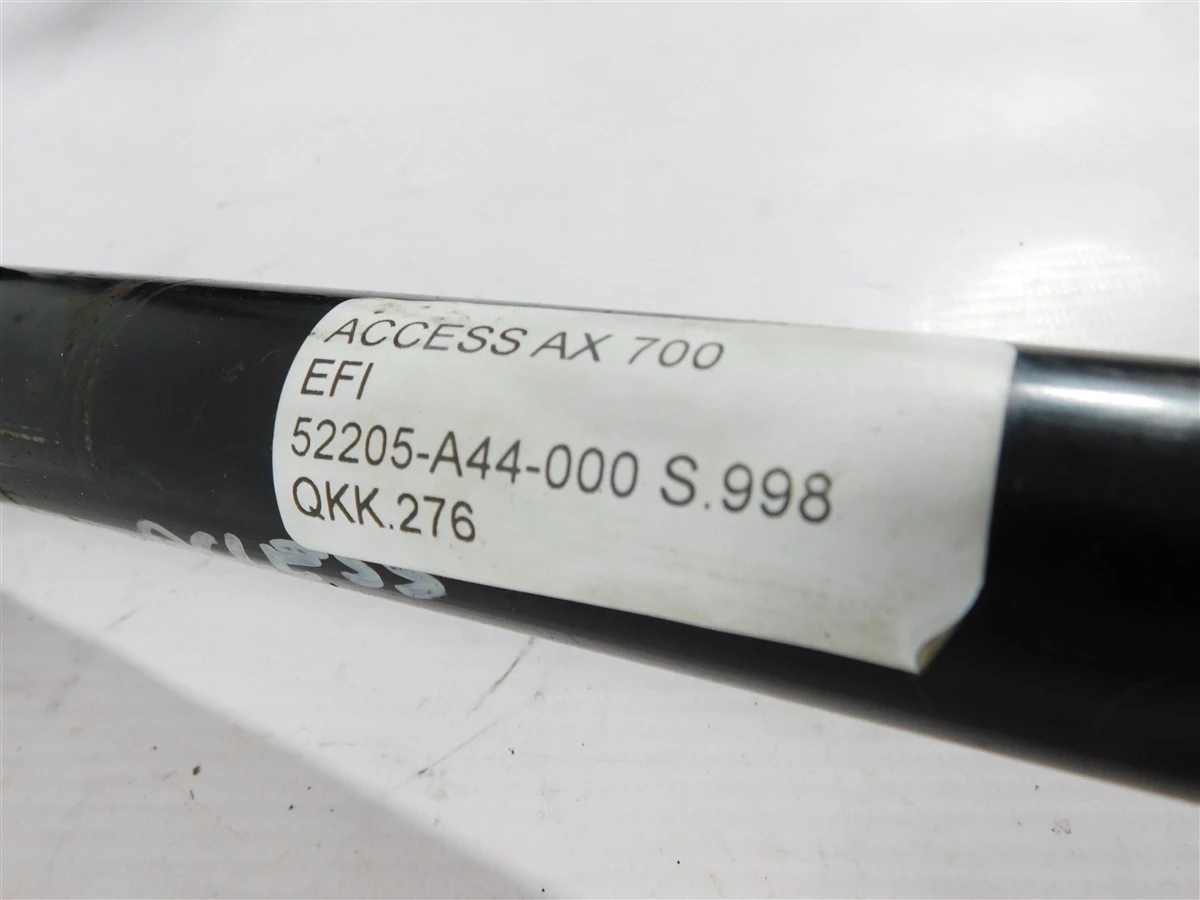 ACCESS AX 700
EFI
52205-A44-000 S.998
QKK.276